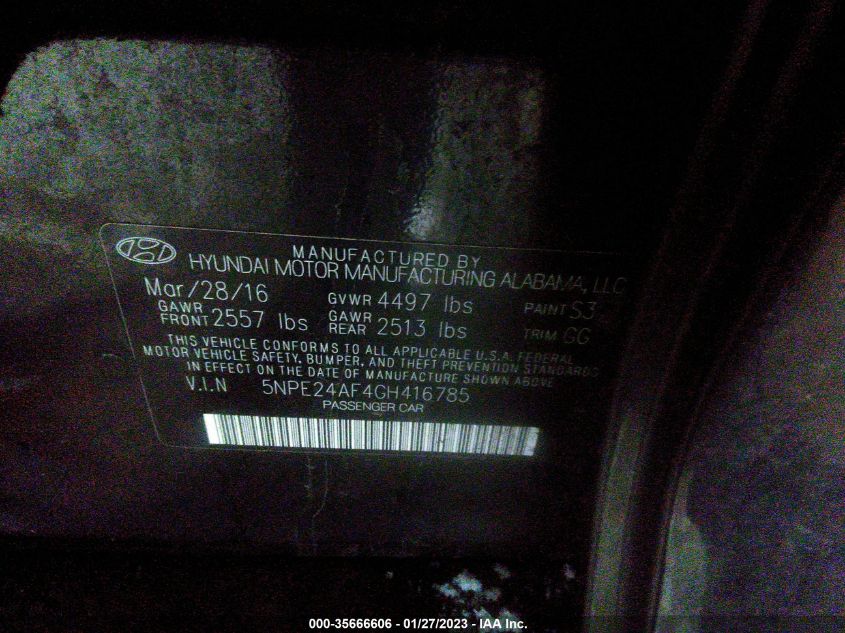 MANUFACTURED BY
HYUNDAI MOTOR MANUFACTURING ALABAMA, LLC
Mar/28/16 GVWR 4497 lbs PAINT S3
GAWR FRONT 2557 lbs GAWR REAR 2513 lbs TRIM GG
THIS VEHICLE CONFORMS TO ALL APPLICABLE U.S.A. FEDERAL
MOTOR VEHICLE SAFETY, BUMPER, AND THEFT PREVENTION STANDARDS
IN EFFECT ON THE DATE OF MANUFACTURE SHOWN ABOVE
V.I.N 5NPE24AF4GH416785
PASSENGER CAR
000-35666606 - 01/27/2023 - IAA Inc.